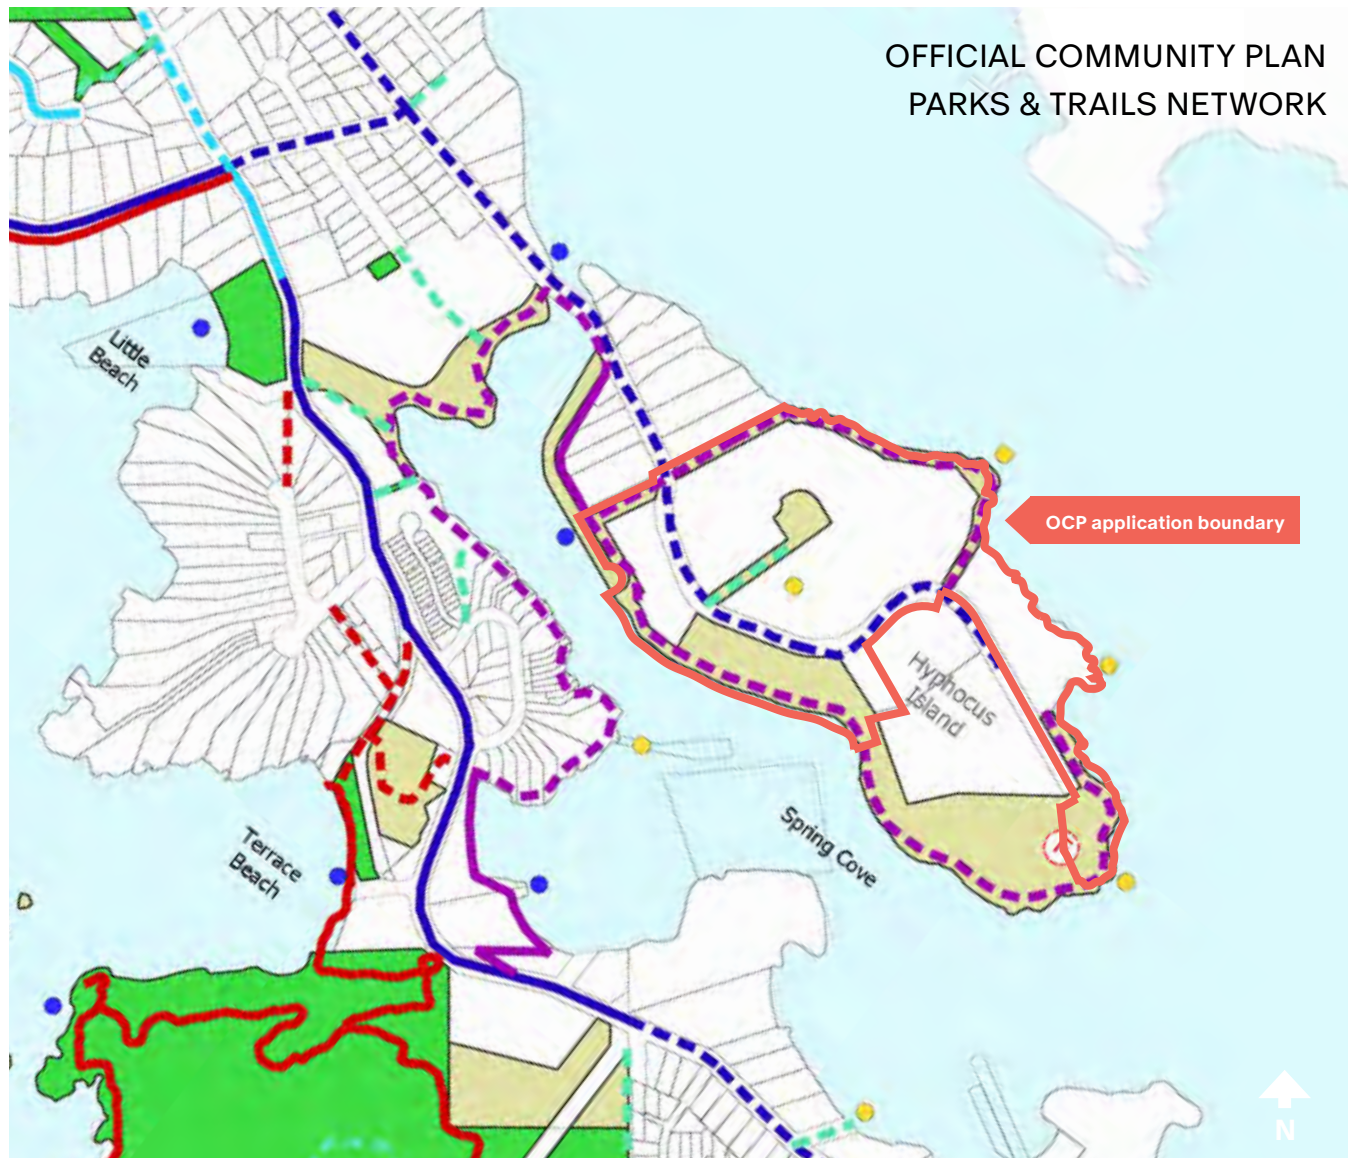 OFFICIAL COMMUNITY PLAN
PARKS & TRAILS NETWORK
Little
Beach
OCP application boundary
Hyphocus
Island
Spring Cove
Terrace
Beach
N